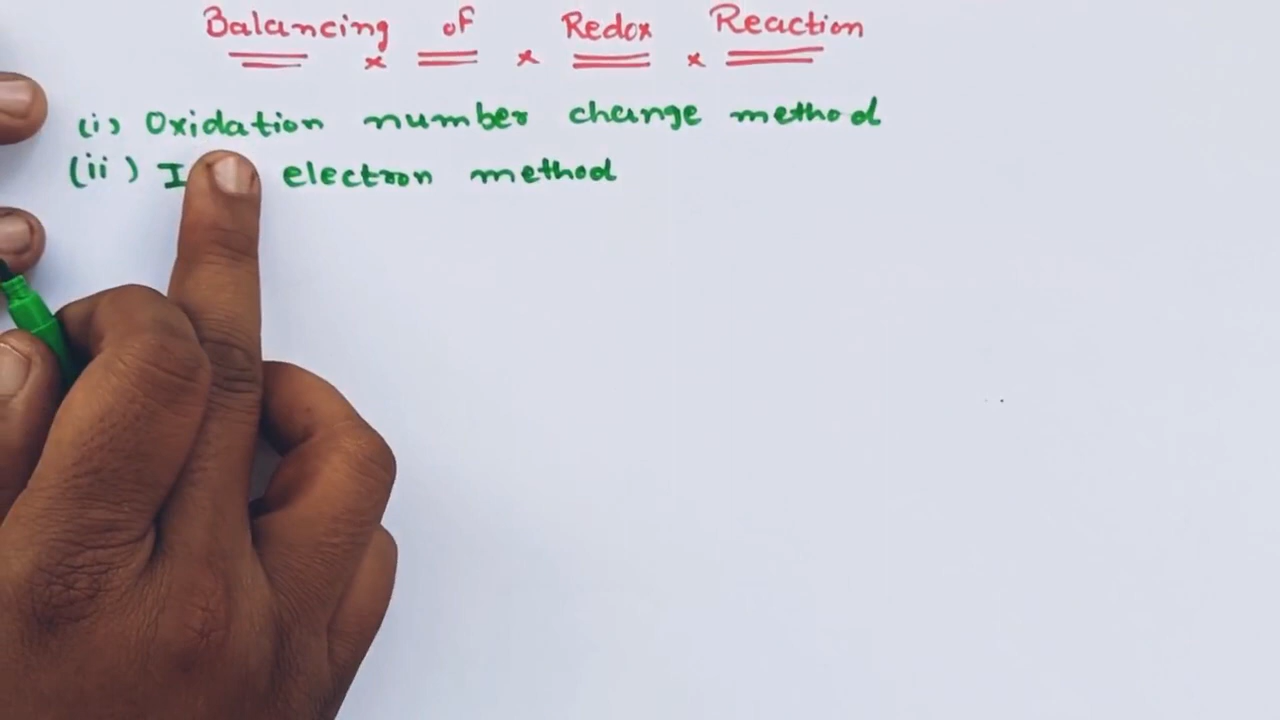 Balancing of Redox Reaction
(i) Oxidation number change method
(ii) electron method